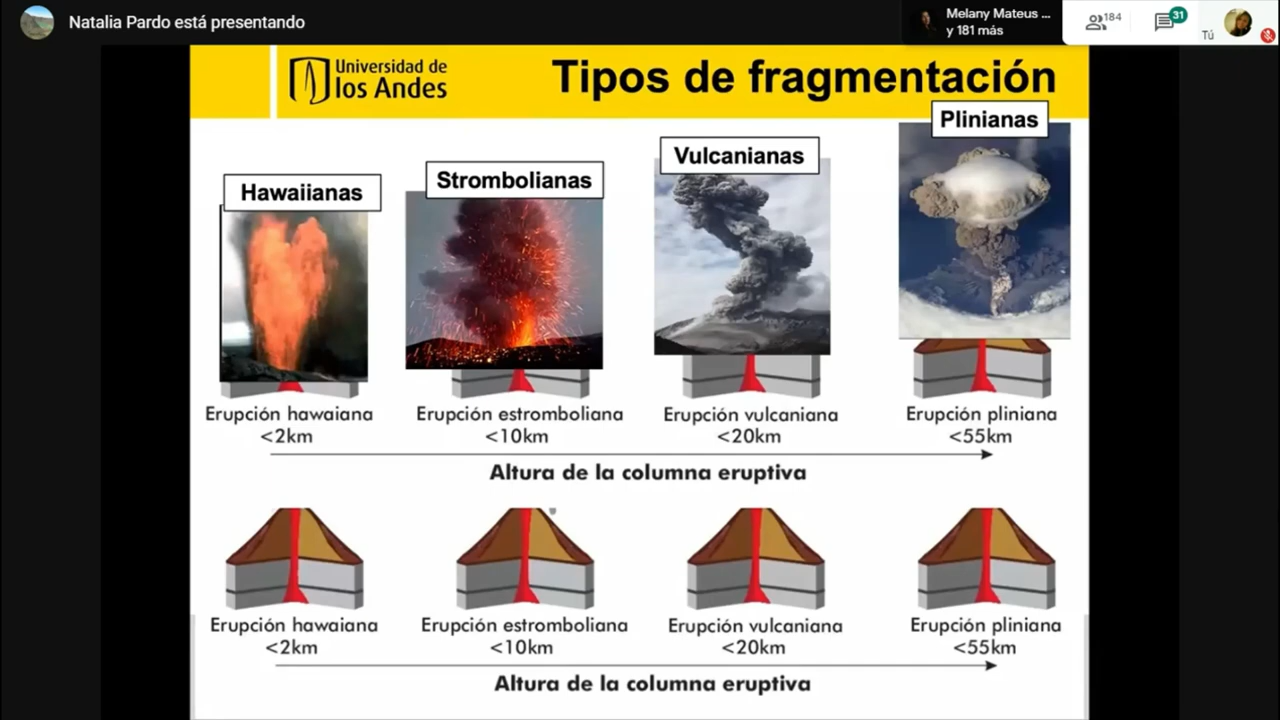 Natalia Pardo está presentando
Melany Mateus ...
y 181 más
184
31
Tú
Universidad de
los Andes
Tipos de fragmentación
Hawaiianas
Strombolianas
Vulcanianas
Plinianas
Erupción hawaiana
<2km
Erupción estromboliana
<10km
Erupción vulcaniana
<20km
Erupción pliniana
<55km
Altura de la columna eruptiva
Erupción hawaiana
<2km
Erupción estromboliana
<10km
Erupción vulcaniana
<20km
Erupción pliniana
<55km
Altura de la columna eruptiva